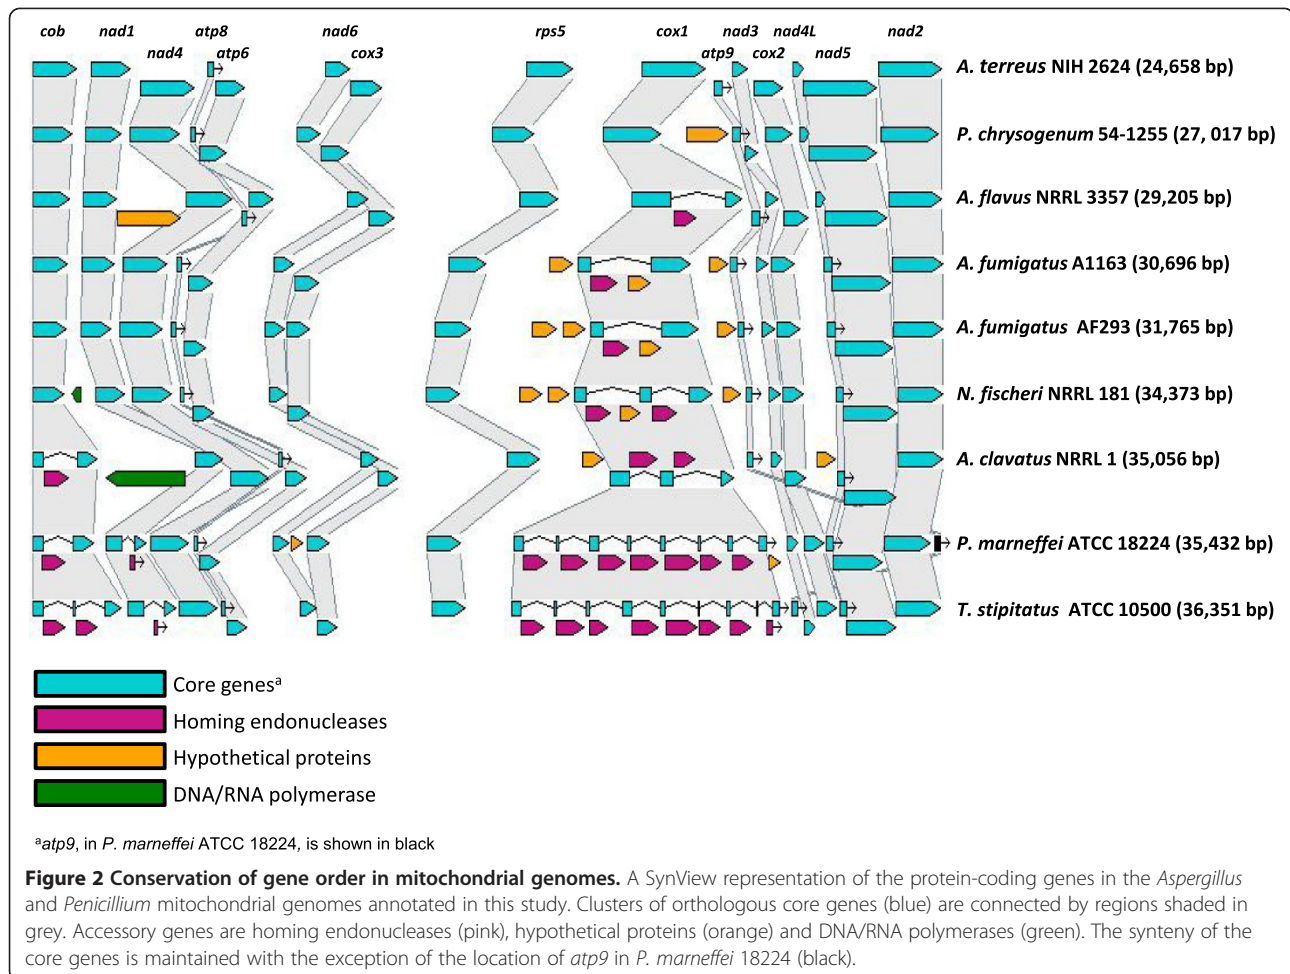 cob nad1 atp8 nad6 rps5 cox1 nad3 nad4L nad2
nad4 atp6 cox3 atp9 cox2 nad5
A. terreus NIH 2624 (24,658 bp)
P. chrysogenum 54-1255 (27, 017 bp)
A. flavus NRRL 3357 (29,205 bp)
A. fumigatus A1163 (30,696 bp)
A. fumigatus AF293 (31,765 bp)
N. fischeri NRRL 181 (34,373 bp)
A. clavatus NRRL 1 (35,056 bp)
P. marneffei ATCC 18224 (35,432 bp)
T. stipitatus ATCC 10500 (36,351 bp)
Core genesa
Homing endonucleases
Hypothetical proteins
DNA/RNA polymerase
aatp9, in P. marneffei ATCC 18224, is shown in black
Figure 2 Conservation of gene order in mitochondrial genomes. A SynView representation of the protein-coding genes in the Aspergillus
and Penicillium mitochondrial genomes annotated in this study. Clusters of orthologous core genes (blue) are connected by regions shaded in
grey. Accessory genes are homing endonucleases (pink), hypothetical proteins (orange) and DNA/RNA polymerases (green). The synteny of the
core genes is maintained with the exception of the location of atp9 in P. marneffei 18224 (black).